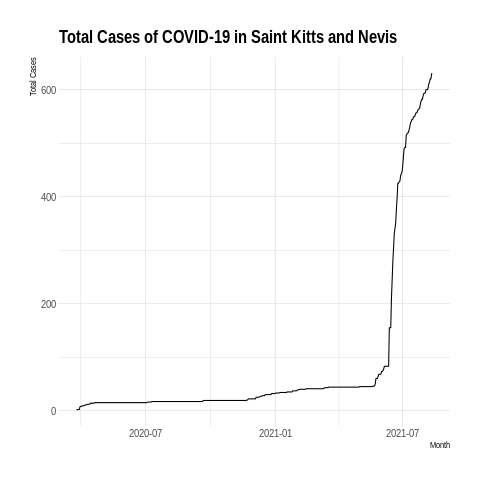 Total Cases of COVID-19 in Saint Kitts and Nevis
Total Cases
600
400
200
0
2020-07 2021-01 2021-07
Month